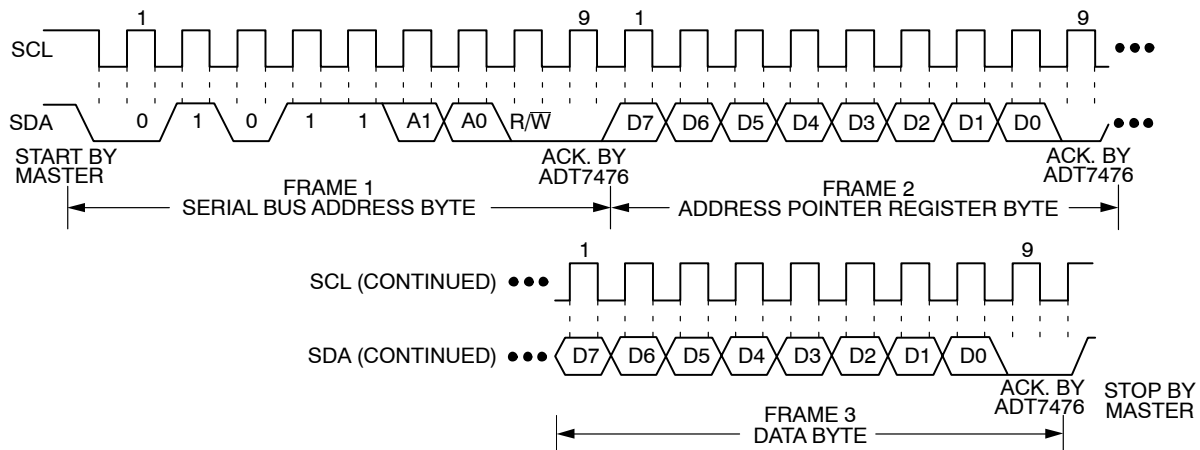 1 9 1 9
SCL
SDA 0 1 0 1 1 A1 A0 R/W̅ D7 D6 D5 D4 D3 D2 D1 D0
START BY
MASTER
ACK. BY
ADT7476
ACK. BY
ADT7476
FRAME 1
SERIAL BUS ADDRESS BYTE
FRAME 2
ADDRESS POINTER REGISTER BYTE
1 9
SCL (CONTINUED)
SDA (CONTINUED) D7 D6 D5 D4 D3 D2 D1 D0
ACK. BY
ADT7476
STOP BY
MASTER
FRAME 3
DATA BYTE